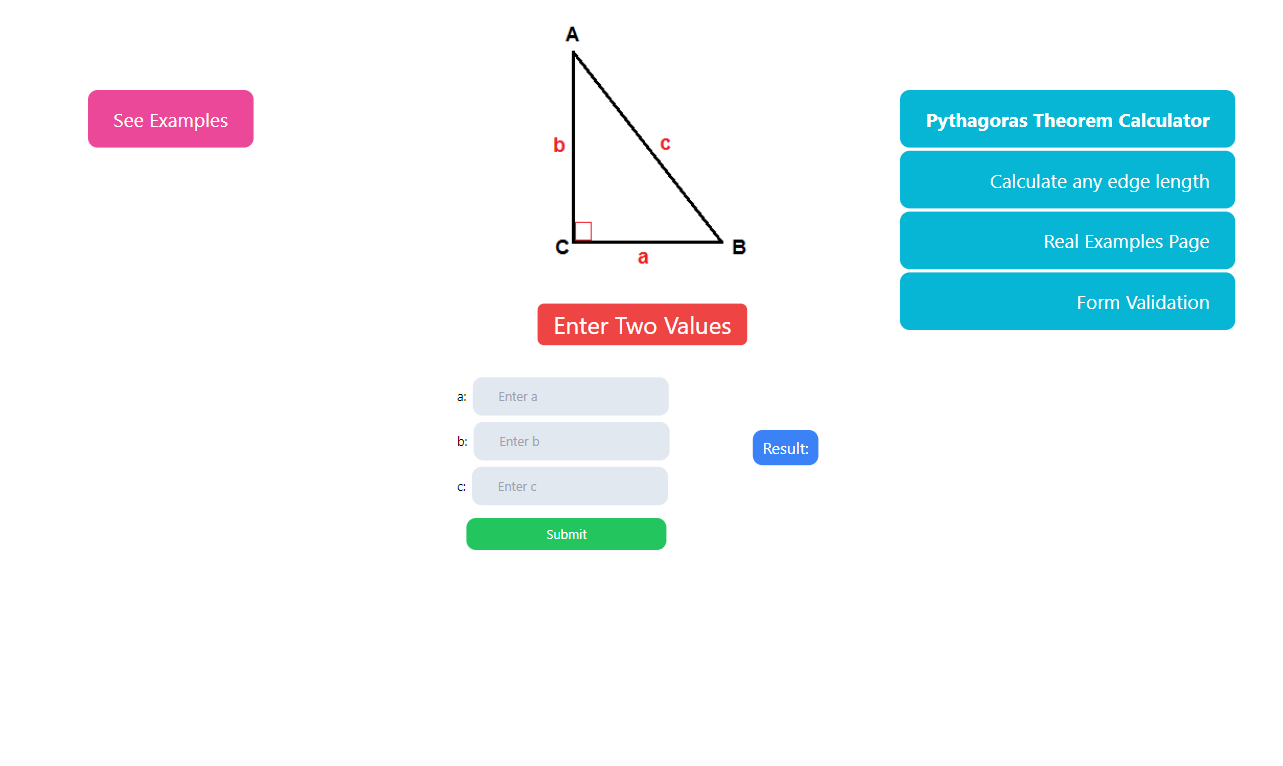 See Examples
A
b
c
C
B
a
Pythagoras Theorem Calculator
Calculate any edge length
Real Examples Page
Form Validation
Enter Two Values
a: Enter a
b: Enter b
c: Enter c
Submit
Result: